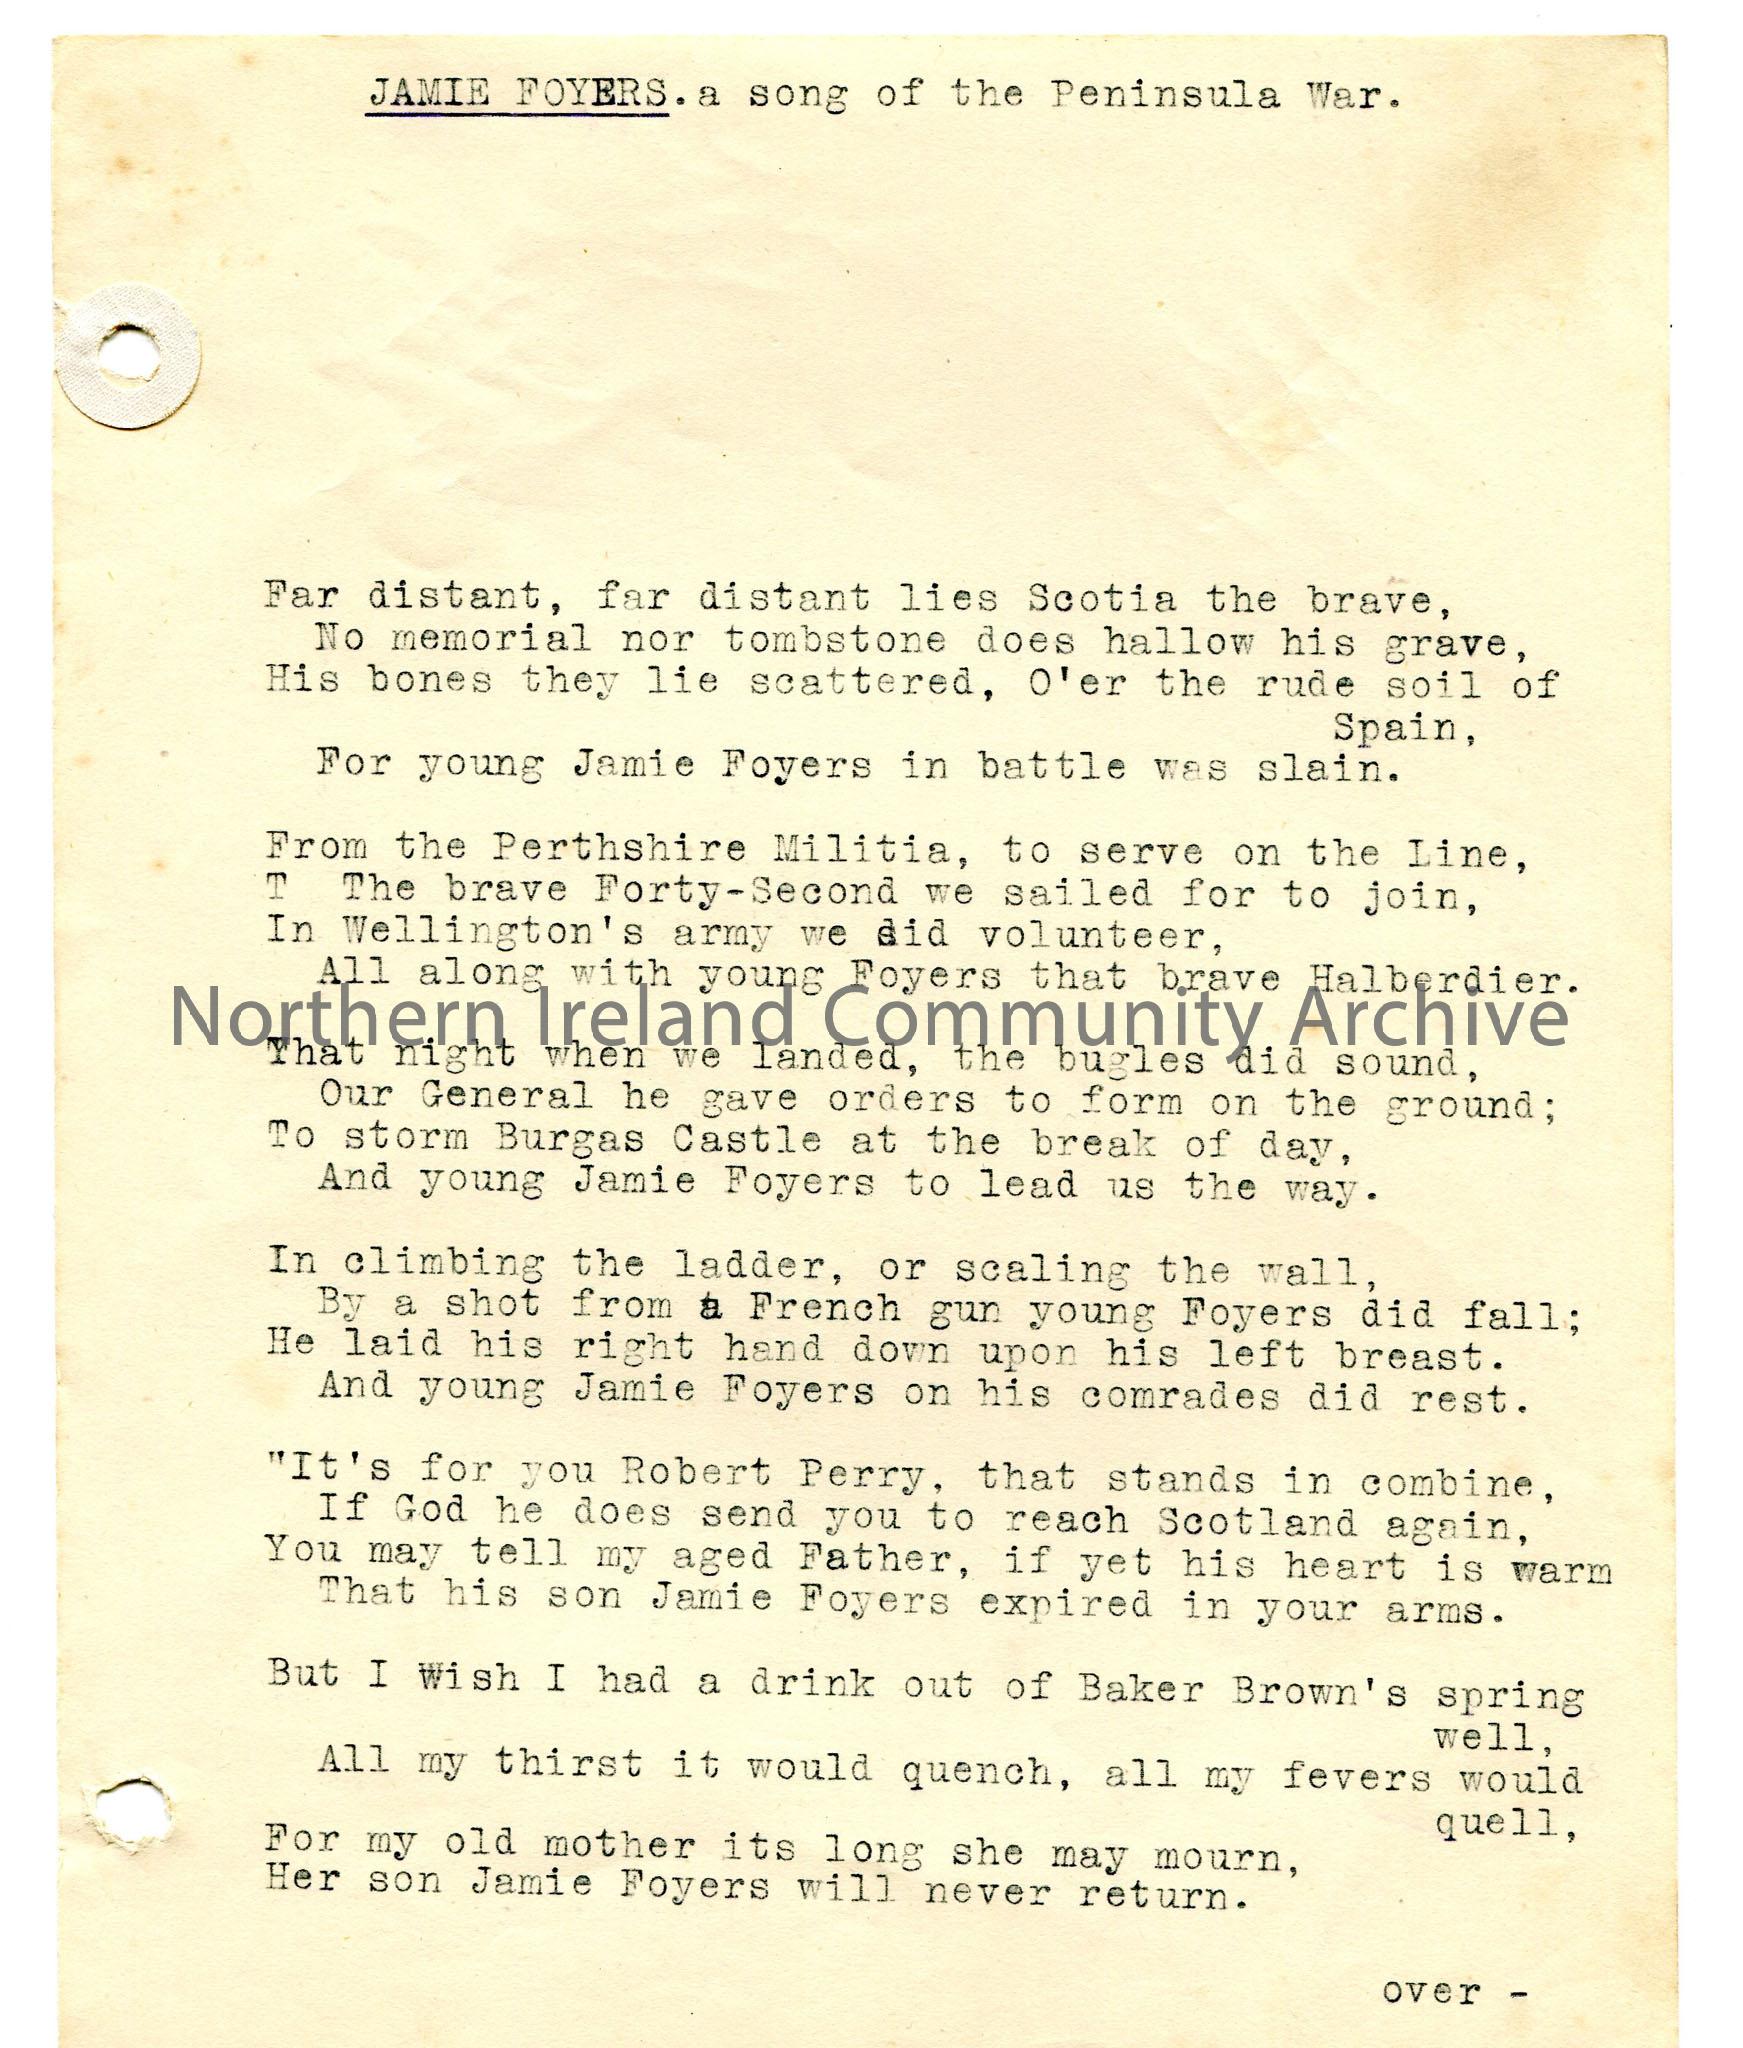 JAMIE FOYERS. a song of the Peninsula War.
Far distant, far distant lies Scotia the brave,
No memorial nor tombstone does hallow his grave,
His bones they lie scattered, O'er the rude soil of
Spain,
For young Jamie Foyers in battle was slain.
From the Perthshire Militia, to serve on the Line,
T The brave Forty-Second we sailed for to join,
In Wellington's army we did volunteer,
All along with young Foyers that brave Halberdier.
Northern Ireland Community Archive
That night when we landed, the bugles did sound,
Our General he gave orders to form on the ground;
To storm Burgas Castle at the break of day,
And young Jamie Foyers to lead us the way.
In climbing the ladder, or scaling the wall,
By a shot from a French gun young Foyers did fall;
He laid his right hand down upon his left breast.
And young Jamie Foyers on his comrades did rest.
"It's for you Robert Perry, that stands in combine,
If God he does send you to reach Scotland again,
You may tell my aged Father, if yet his heart is warm
That his son Jamie Foyers expired in your arms.
But I Wish I had a drink out of Baker Brown's spring
well,
All my thirst it would quench, all my fevers would
quell,
For my old mother its long she may mourn,
Her son Jamie Foyers will never return.
over -